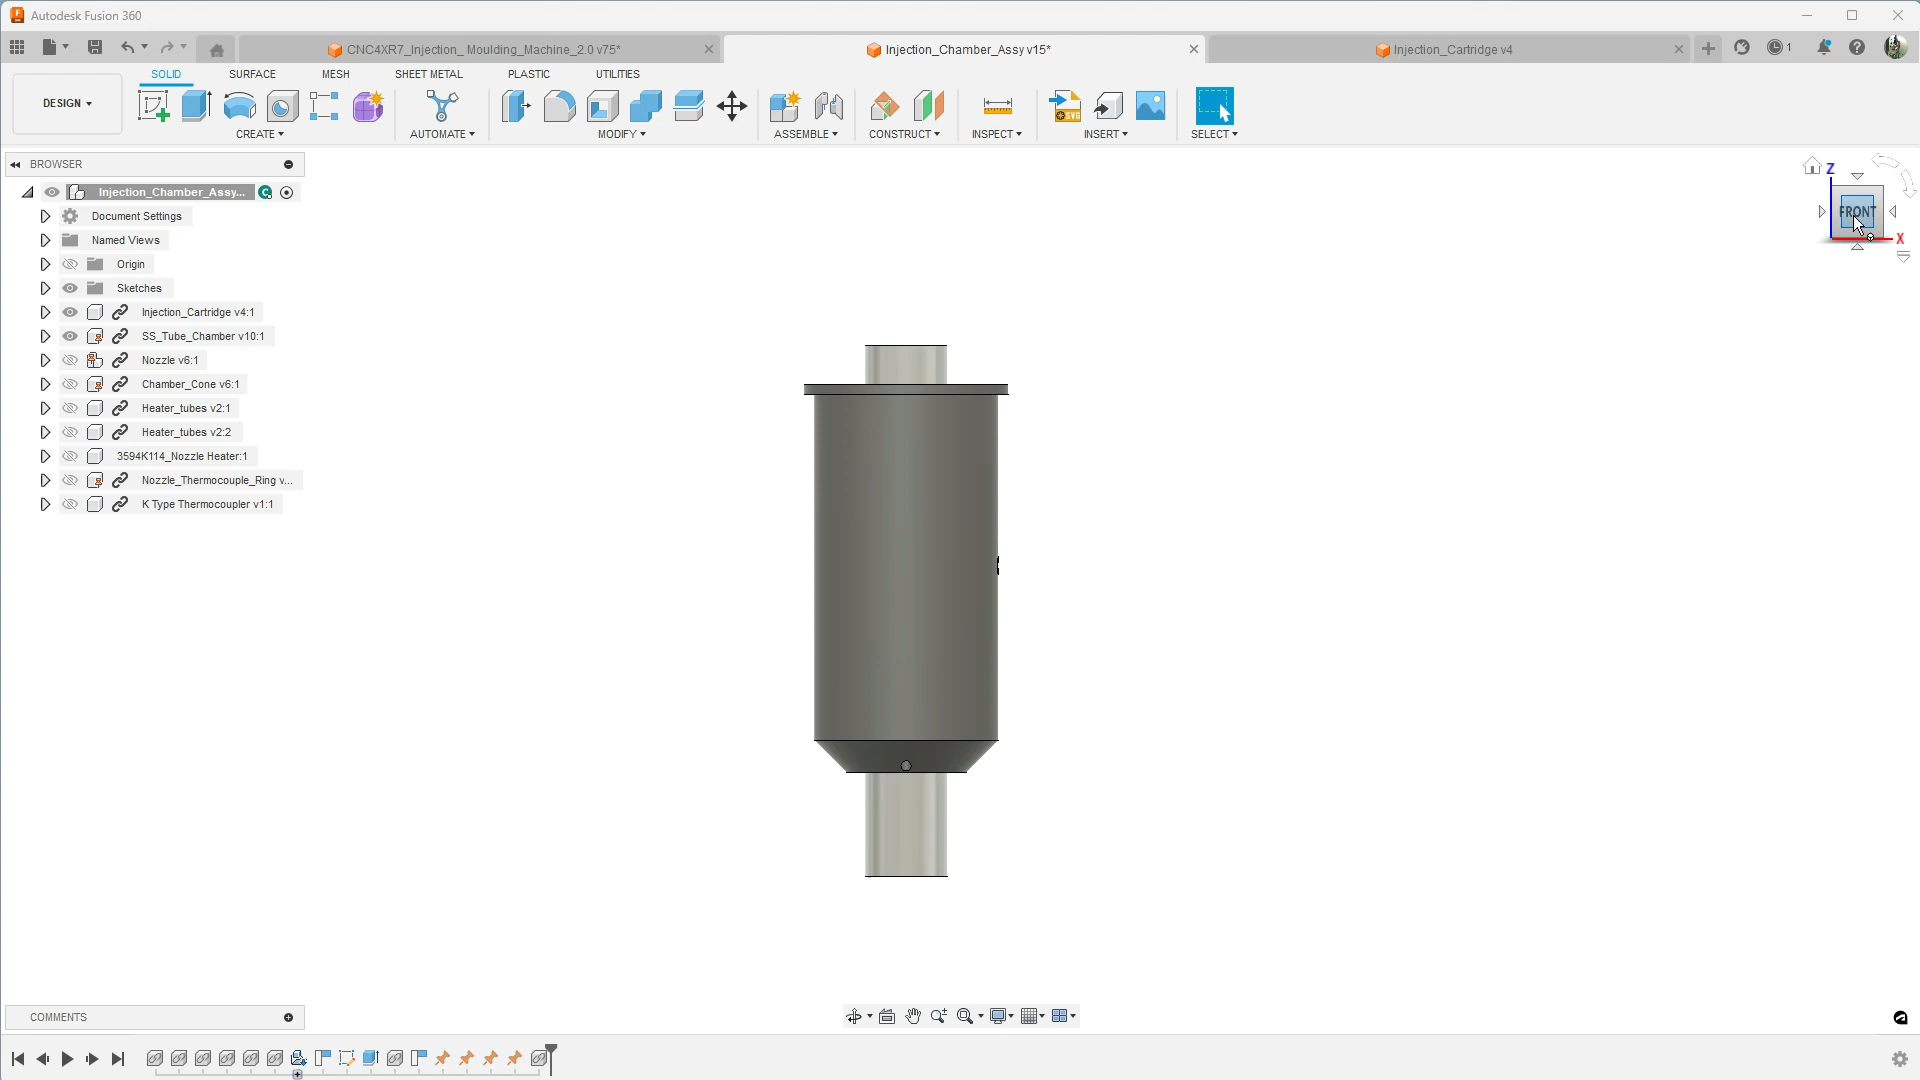 Autodesk Fusion 360
CNC4XR7_Injection_ Moulding_Machine_2.0 v75*
Injection_Chamber_Assy v15*
Injection_Cartridge v4
1
SOLID
SURFACE
MESH
SHEET METAL
PLASTIC
UTILITIES
DESIGN
CREATE
AUTOMATE
MODIFY
ASSEMBLE
CONSTRUCT
INSPECT
INSERT
SELECT
SVG
BROWSER
Injection_Chamber_Assy...
Document Settings
Named Views
Origin
Sketches
Injection_Cartridge v4:1
SS_Tube_Chamber v10:1
Nozzle v6:1
Chamber_Cone v6:1
Heater_tubes v2:1
Heater_tubes v2:2
3594K114_Nozzle Heater:1
Nozzle_Thermocouple_Ring v...
K Type Thermocoupler v1:1
Z
FRONT
X
COMMENTS